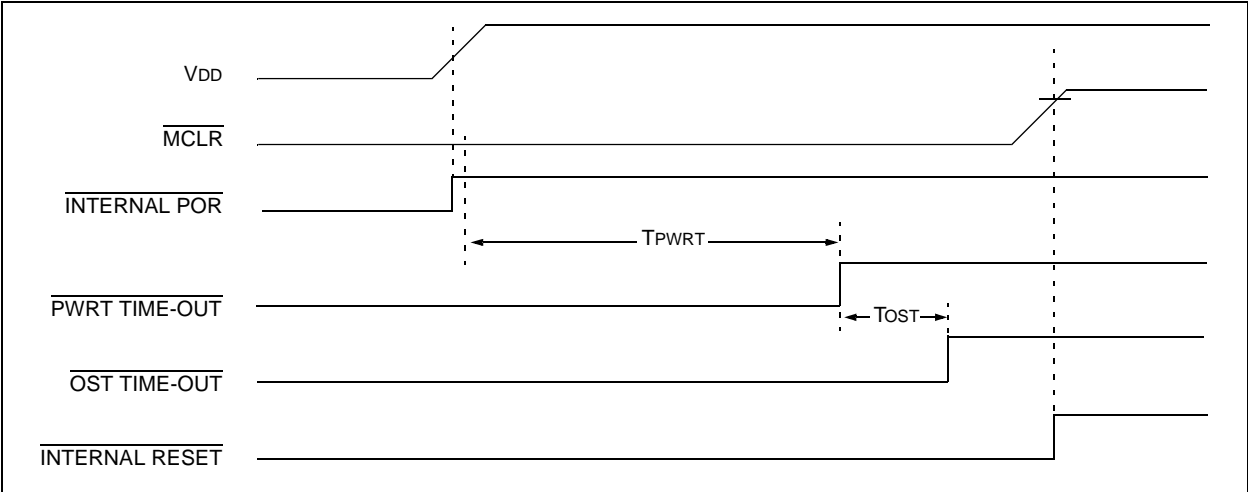 VDD
MCLR
INTERNAL POR
TPWRT
PWRT TIME-OUT
TOST
OST TIME-OUT
INTERNAL RESET